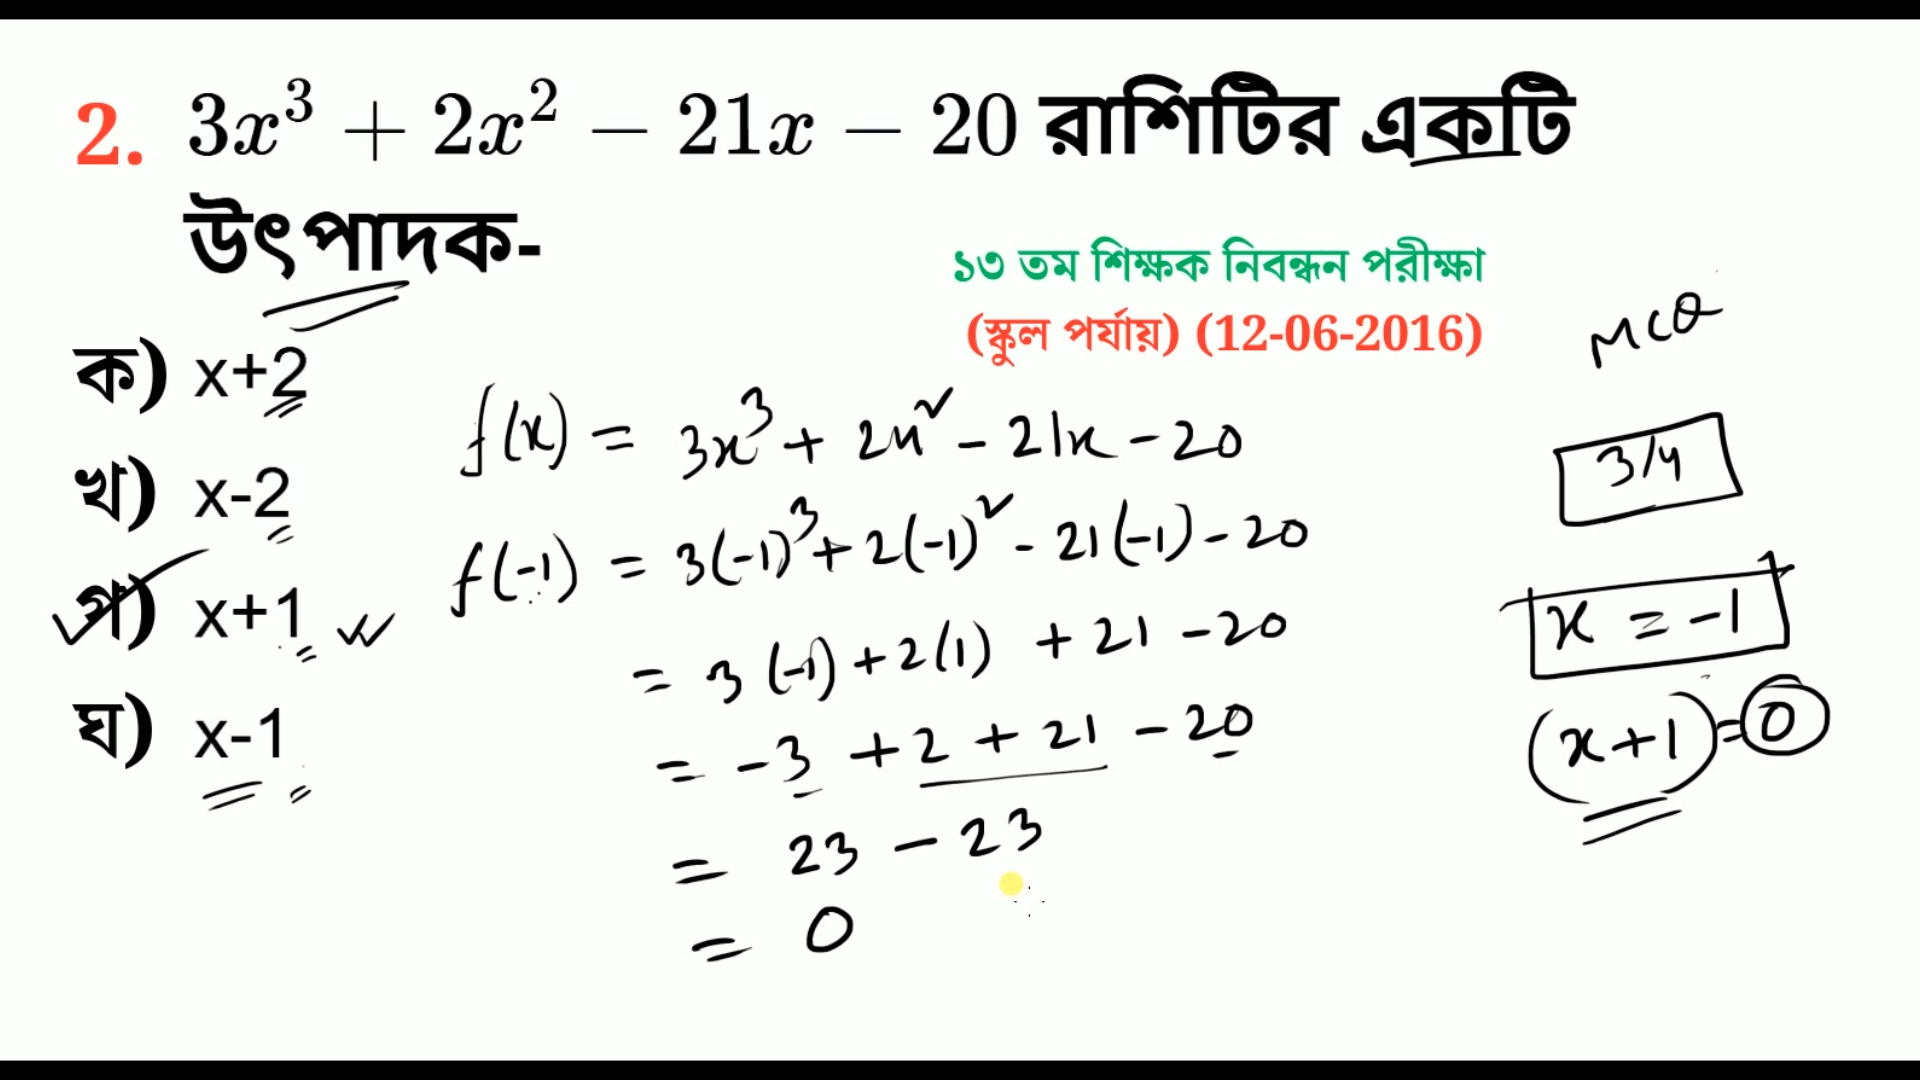 2. 3x³ + 2x² − 21x − 20 রাশিটির একটি
উৎপাদক-
১৩ তম শিক্ষক নিবন্ধন পরীক্ষা
(স্কুল পর্যায়) (12-06-2016)
MCQ
ক) x+2
খ) x-2
গ) x+1
ঘ) x-1
f(x) = 3x³ + 2x² - 21x - 20
f(-1) = 3(-1)³ + 2(-1)² - 21(-1) - 20
= 3(-1) + 2(1) + 21 - 20
= -3 + 2 + 21 - 20
= 23 - 23
= 0
3/4
x = -1
(x+1) = 0